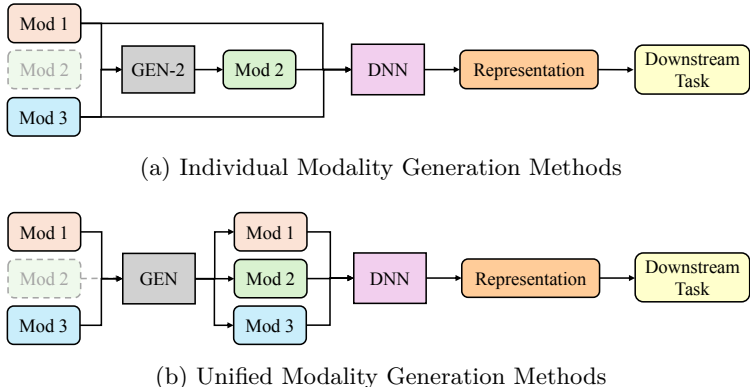 Mod 1
Mod 2
Mod 3
GEN-2
Mod 2
DNN
Representation
Downstream
Task
(a) Individual Modality Generation Methods
Mod 1
Mod 2
Mod 3
GEN
Mod 1
Mod 2
Mod 3
DNN
Representation
Downstream
Task
(b) Unified Modality Generation Methods